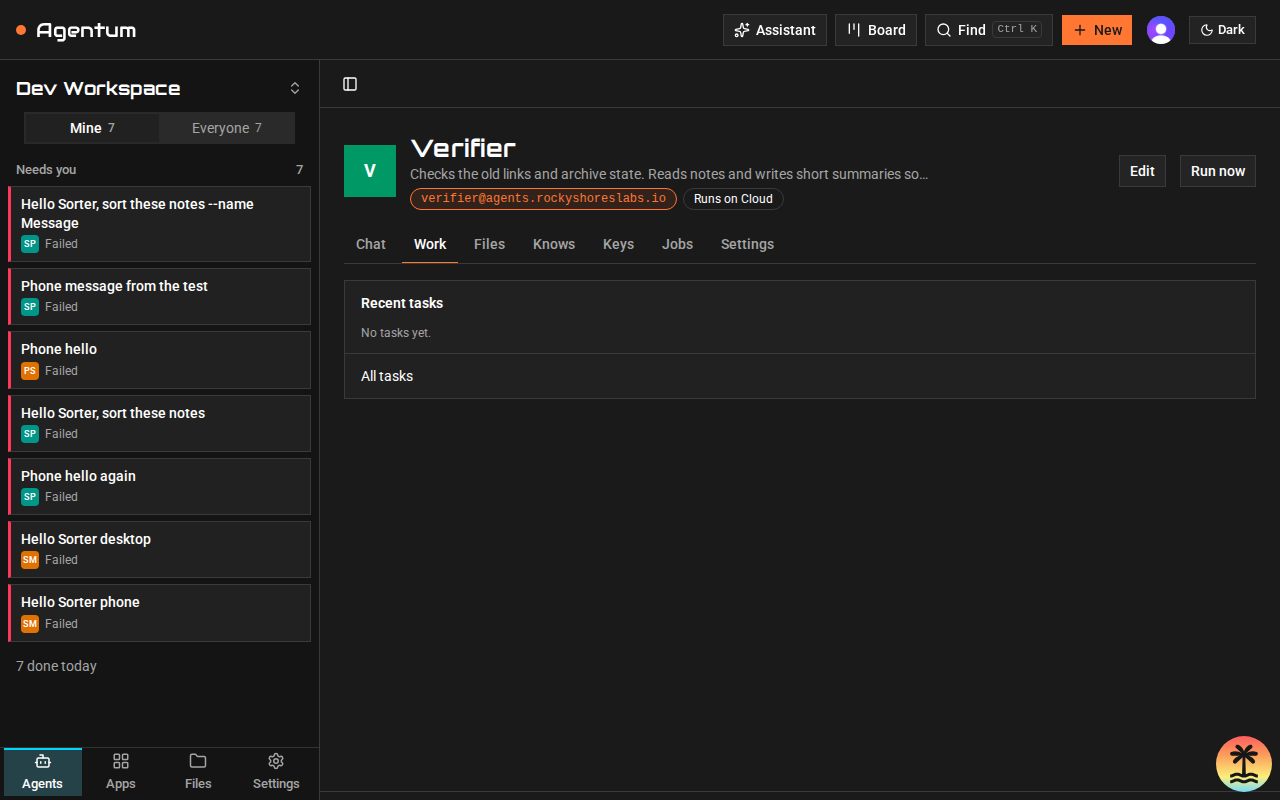 Agentum
Assistant
Board
Find Ctrl K
New
Dark
Dev Workspace
Mine 7
Everyone 7
Needs you 7
Hello Sorter, sort these notes --name
Message
SP Failed
Phone message from the test
SP Failed
Phone hello
PS Failed
Hello Sorter, sort these notes
SP Failed
Phone hello again
SP Failed
Hello Sorter desktop
SM Failed
Hello Sorter phone
SM Failed
7 done today
Agents
Apps
Files
Settings
V
Verifier
Checks the old links and archive state. Reads notes and writes short summaries so…
verifier@agents.rockyshoreslabs.io
Runs on Cloud
Edit
Run now
Chat
Work
Files
Knows
Keys
Jobs
Settings
Recent tasks
No tasks yet.
All tasks